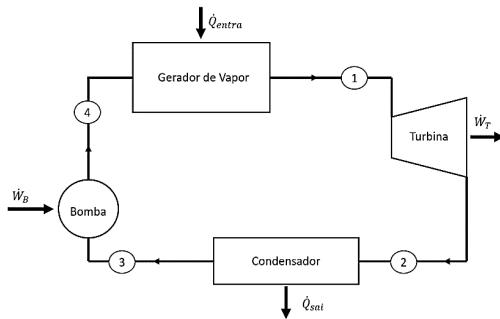 Q̇entra
Gerador de Vapor
1
4
Turbina
ẆT
ẆB
Bomba
Condensador
3
2
Q̇sai